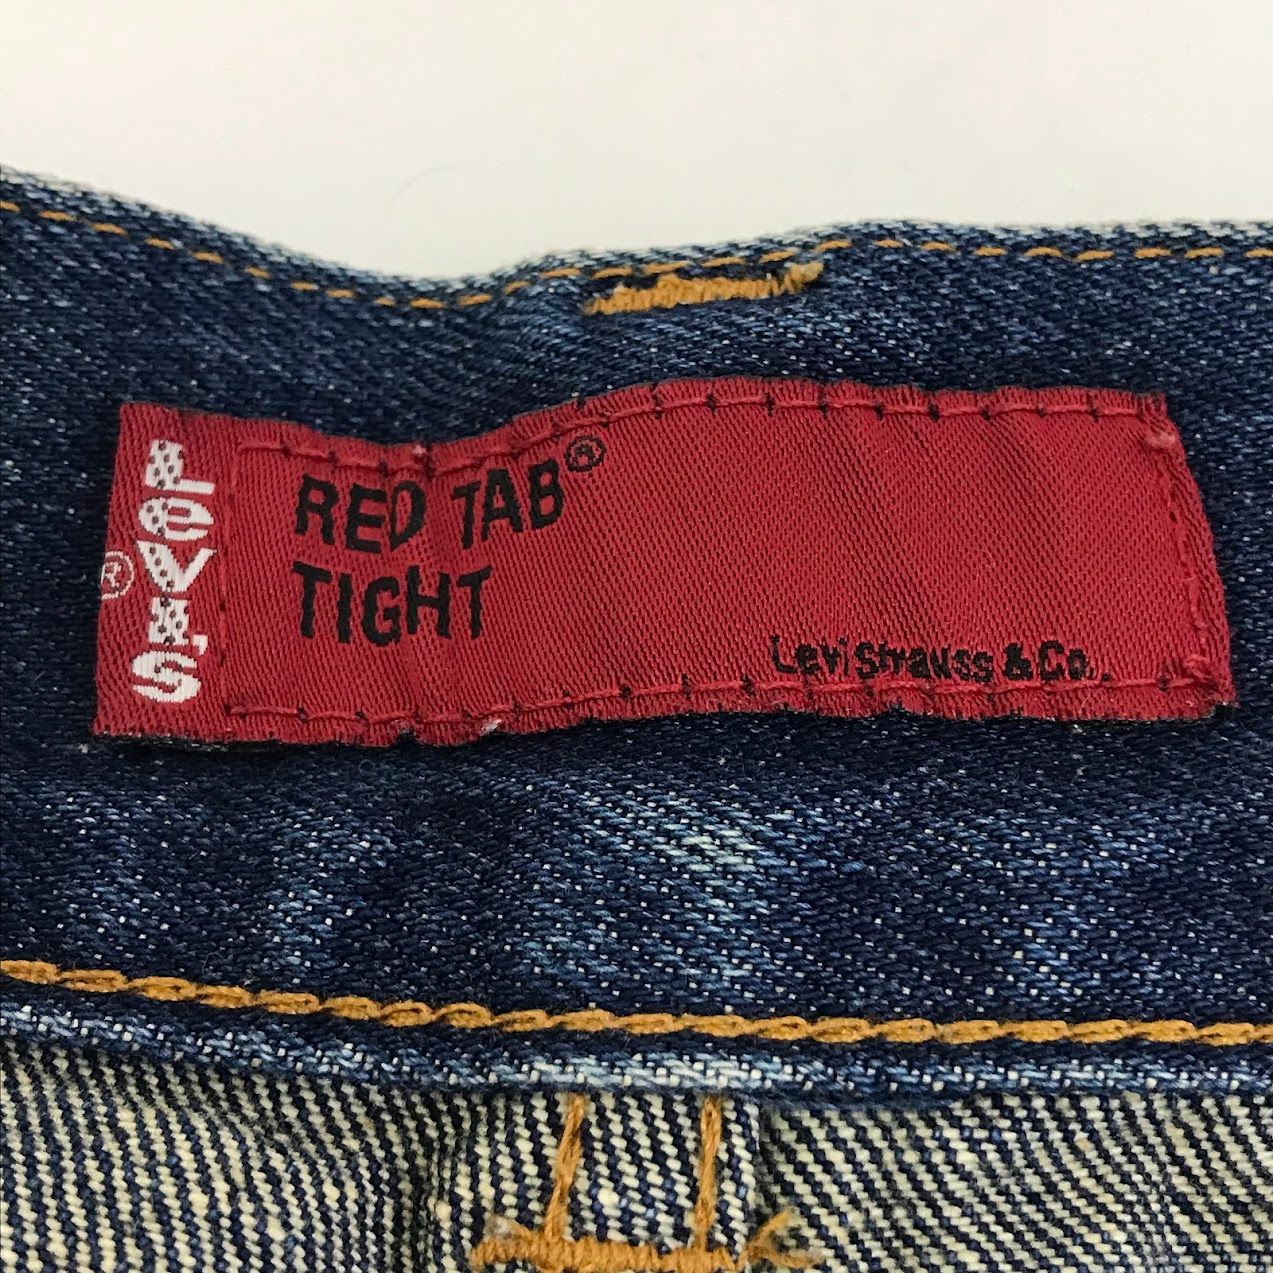 LEVI'S®
RED TAB®
TIGHT
Levi Strauss & Co.